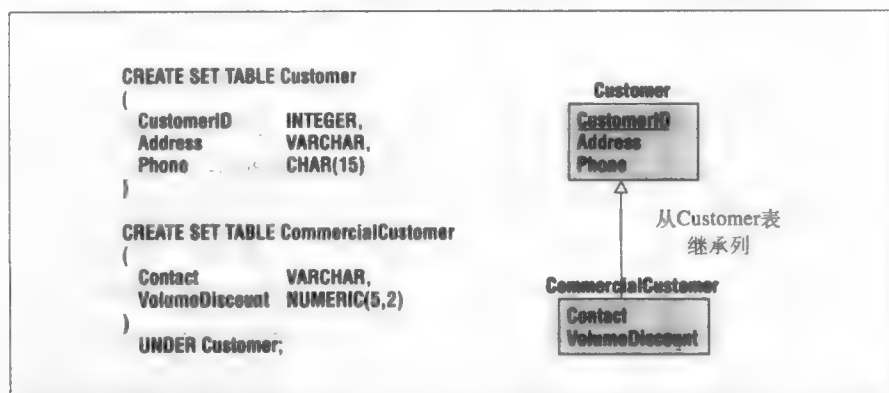 CREATE SET TABLE Customer
(
CustomerID INTEGER,
Address VARCHAR,
Phone CHAR(15)
)
CREATE SET TABLE CommercialCustomer
(
Contact VARCHAR,
VolumeDiscount NUMERIC(5,2)
)
UNDER Customer;
Customer
CustomerID
Address
Phone
从Customer表
继承列
CommercialCustomer
Contact
VolumeDiscount